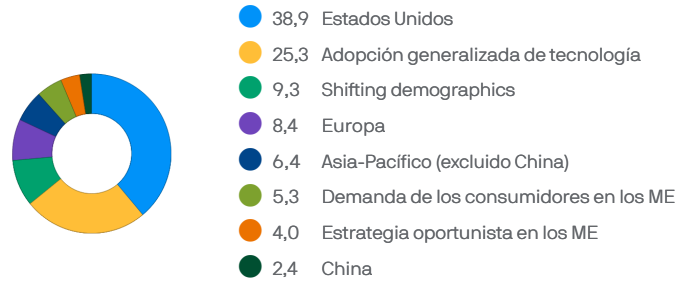 38,9 Estados Unidos
25,3 Adopción generalizada de tecnología
9,3 Shifting demographics
8,4 Europa
6,4 Asia-Pacífico (excluido China)
5,3 Demanda de los consumidores en los ME
4,0 Estrategia oportunista en los ME
2,4 China